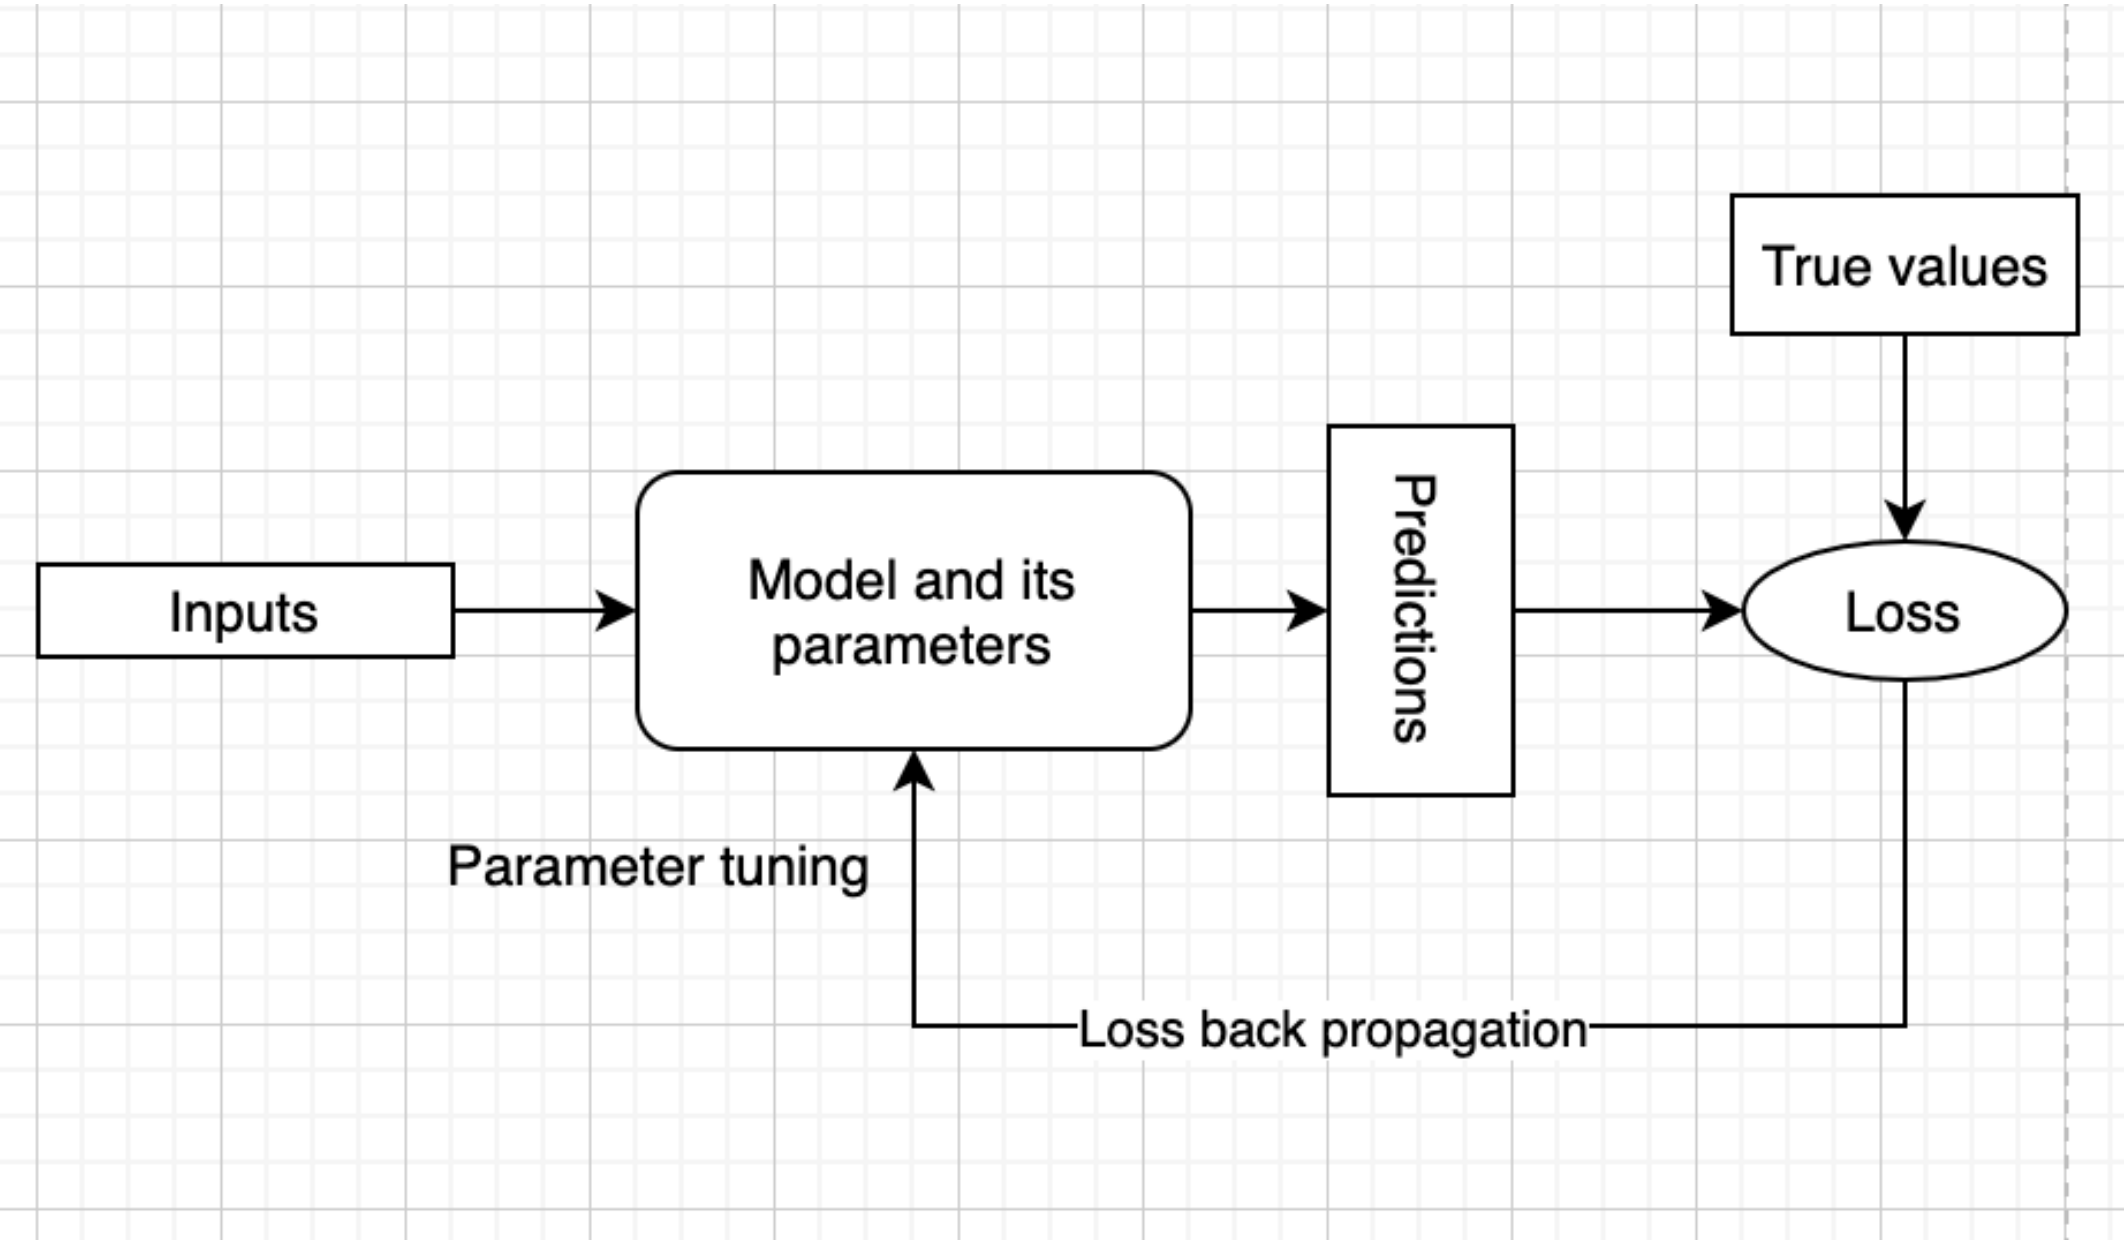 True values
Inputs
Model and its
parameters
Predictions
Loss
Parameter tuning
Loss back propagation